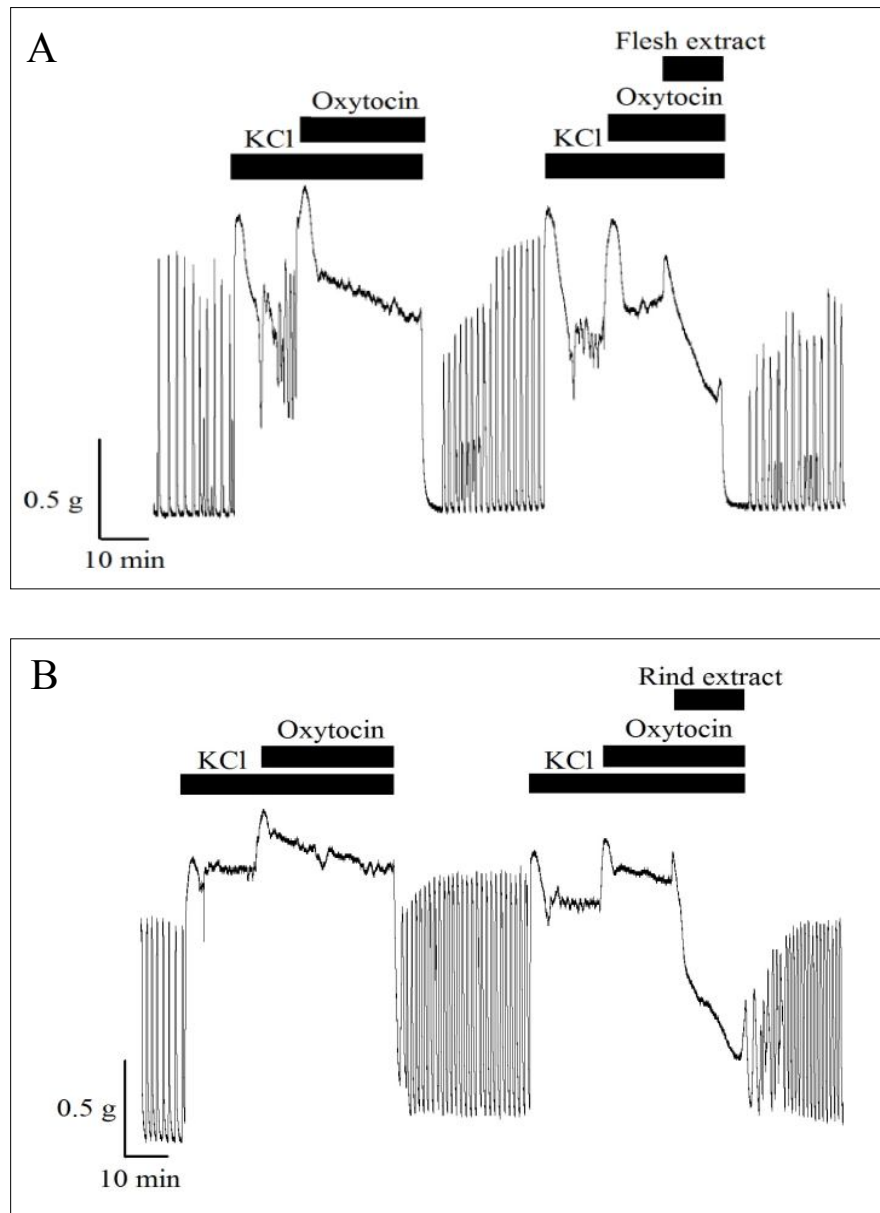 A
Flesh extract
Oxytocin
Oxytocin
KCl
KCl
0.5 g
10 min
B
Rind extract
Oxytocin
Oxytocin
KCl
KCl
0.5 g
10 min